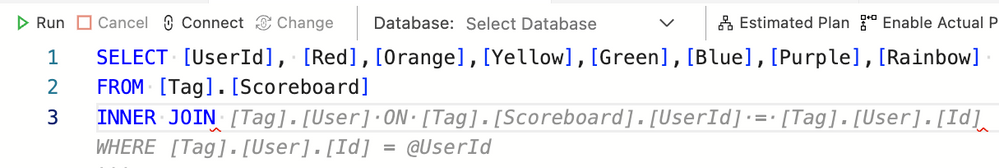 Run Cancel Connect Change Database: Select Database Estimated Plan Enable Actual P
1 SELECT [UserId], [Red],[Orange],[Yellow],[Green],[Blue],[Purple],[Rainbow]
2 FROM [Tag].[Scoreboard]
3 INNER JOIN [Tag].[User] ON [Tag].[Scoreboard].[UserId] = [Tag].[User].[Id]
WHERE [Tag].[User].[Id] = @UserId